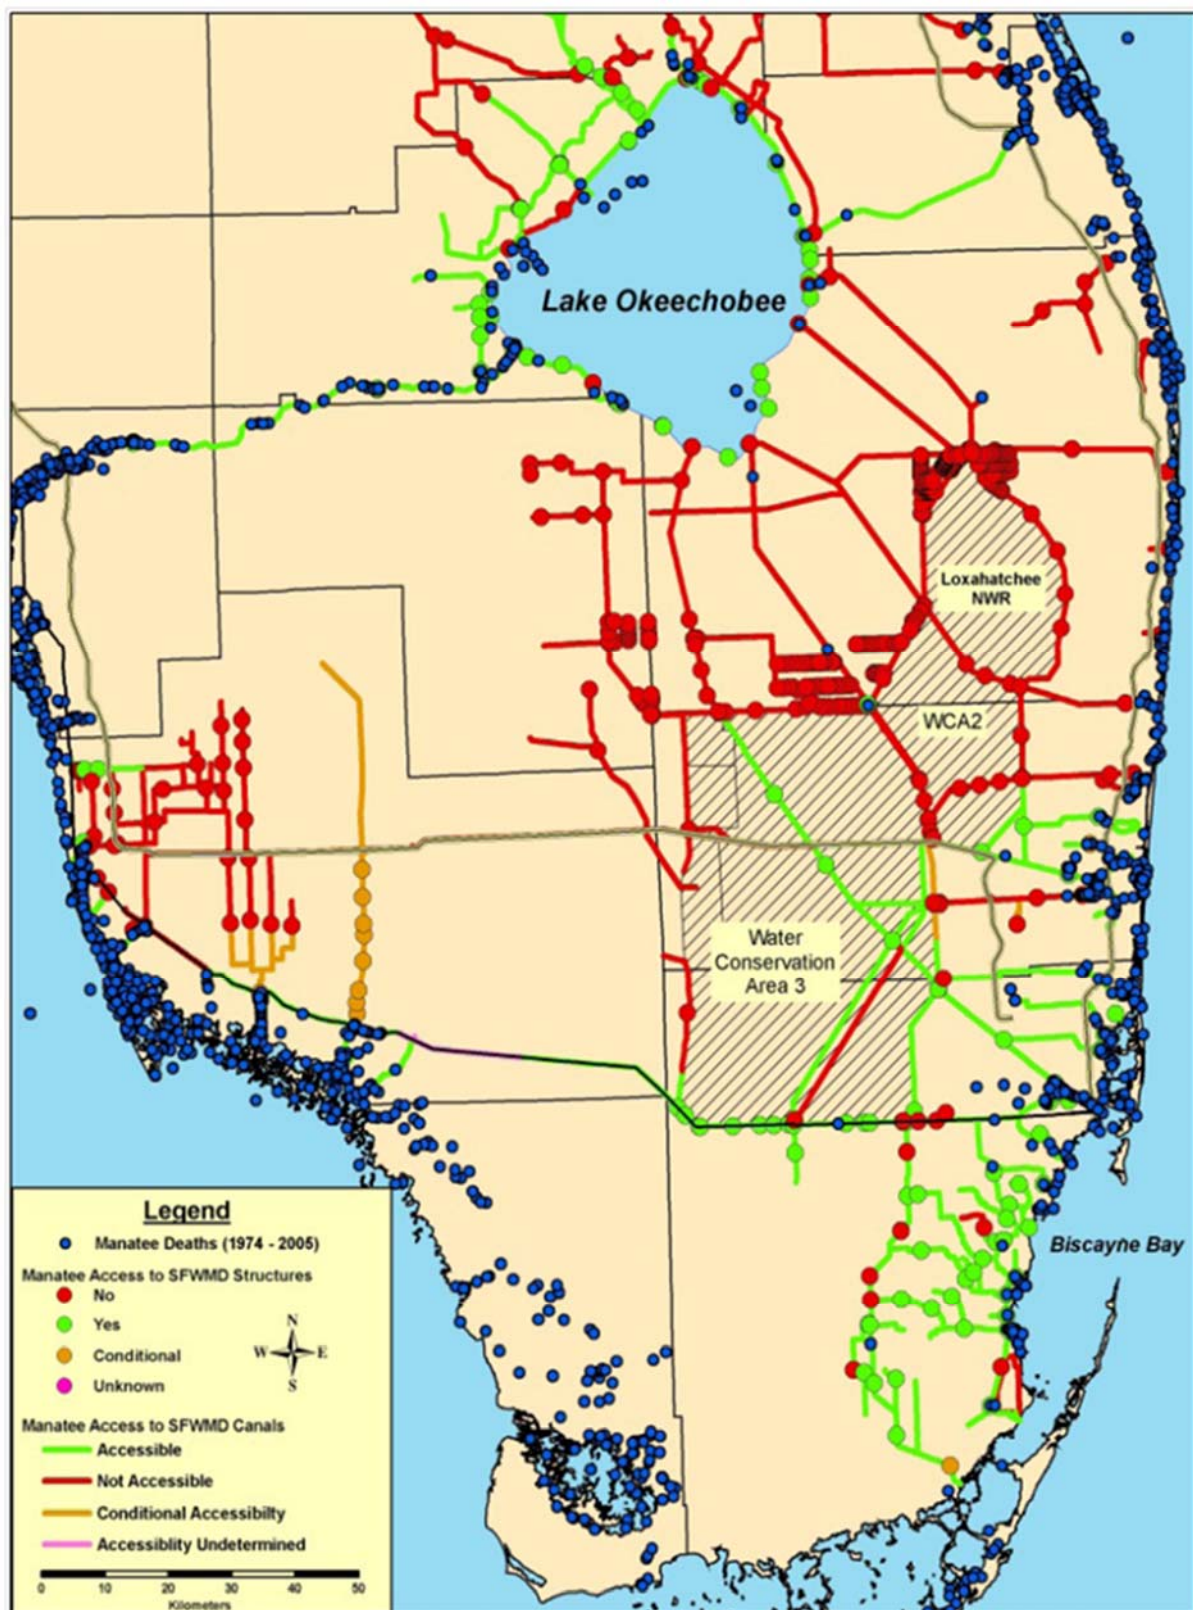 Lake Okeechobee
Loxahatchee
NWR
WCA2
Water
Conservation
Area 3
Biscayne Bay
Legend
Manatee Deaths (1974 - 2005)
Manatee Access to SFWMD Structures
No
Yes
Conditional
Unknown
N
W E
S
Manatee Access to SFWMD Canals
Accessible
Not Accessible
Conditional Accessibilty
Accessiblity Undetermined
0 10 20 30 40 50
Kilometers